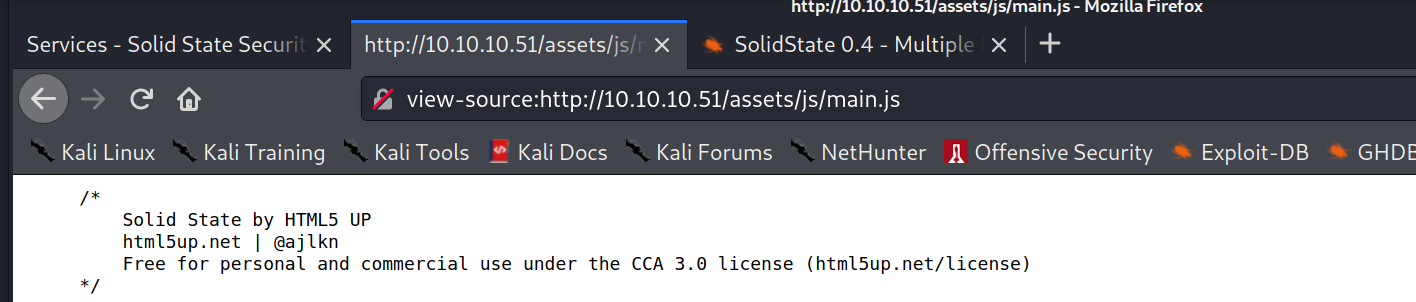 http://10.10.10.51/assets/js/main.js - Mozilla Firefox
Services - Solid State Securit
http://10.10.10.51/assets/js/m
SolidState 0.4 - Multiple
view-source:http://10.10.10.51/assets/js/main.js
Kali Linux Kali Training Kali Tools Kali Docs Kali Forums NetHunter Offensive Security Exploit-DB GHDB
/*
Solid State by HTML5 UP
html5up.net | @ajlkn
Free for personal and commercial use under the CCA 3.0 license (html5up.net/license)
*/